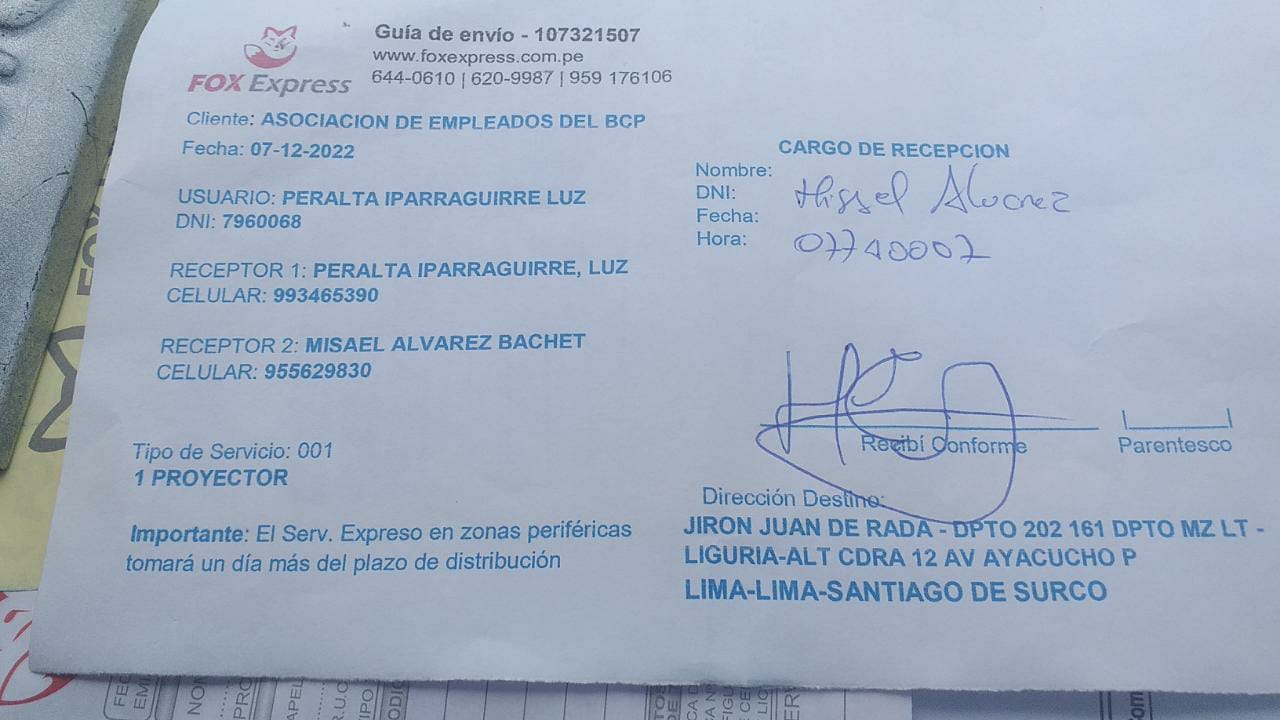 FOX Express
Guía de envío - 107321507
www.foxexpress.com.pe
644-0610 | 620-9987 | 959 176106
Cliente: ASOCIACION DE EMPLEADOS DEL BCP
Fecha: 07-12-2022
USUARIO: PERALTA IPARRAGUIRRE LUZ
DNI: 7960068
RECEPTOR 1: PERALTA IPARRAGUIRRE, LUZ
CELULAR: 993465390
RECEPTOR 2: MISAEL ALVAREZ BACHET
CELULAR: 955629830
Tipo de Servicio: 001
1 PROYECTOR
Importante: El Serv. Expreso en zonas periféricas
tomará un día más del plazo de distribución
CARGO DE RECEPCION
Nombre:
DNI:
Fecha:
Hora:
Alvarez
07740007
Recibí Conforme
Parentesco
Dirección Destino:
JIRON JUAN DE RADA - DPTO 202 161 DPTO MZ LT -
LIGURIA-ALT CDRA 12 AV AYACUCHO P
LIMA-LIMA-SANTIAGO DE SURCO